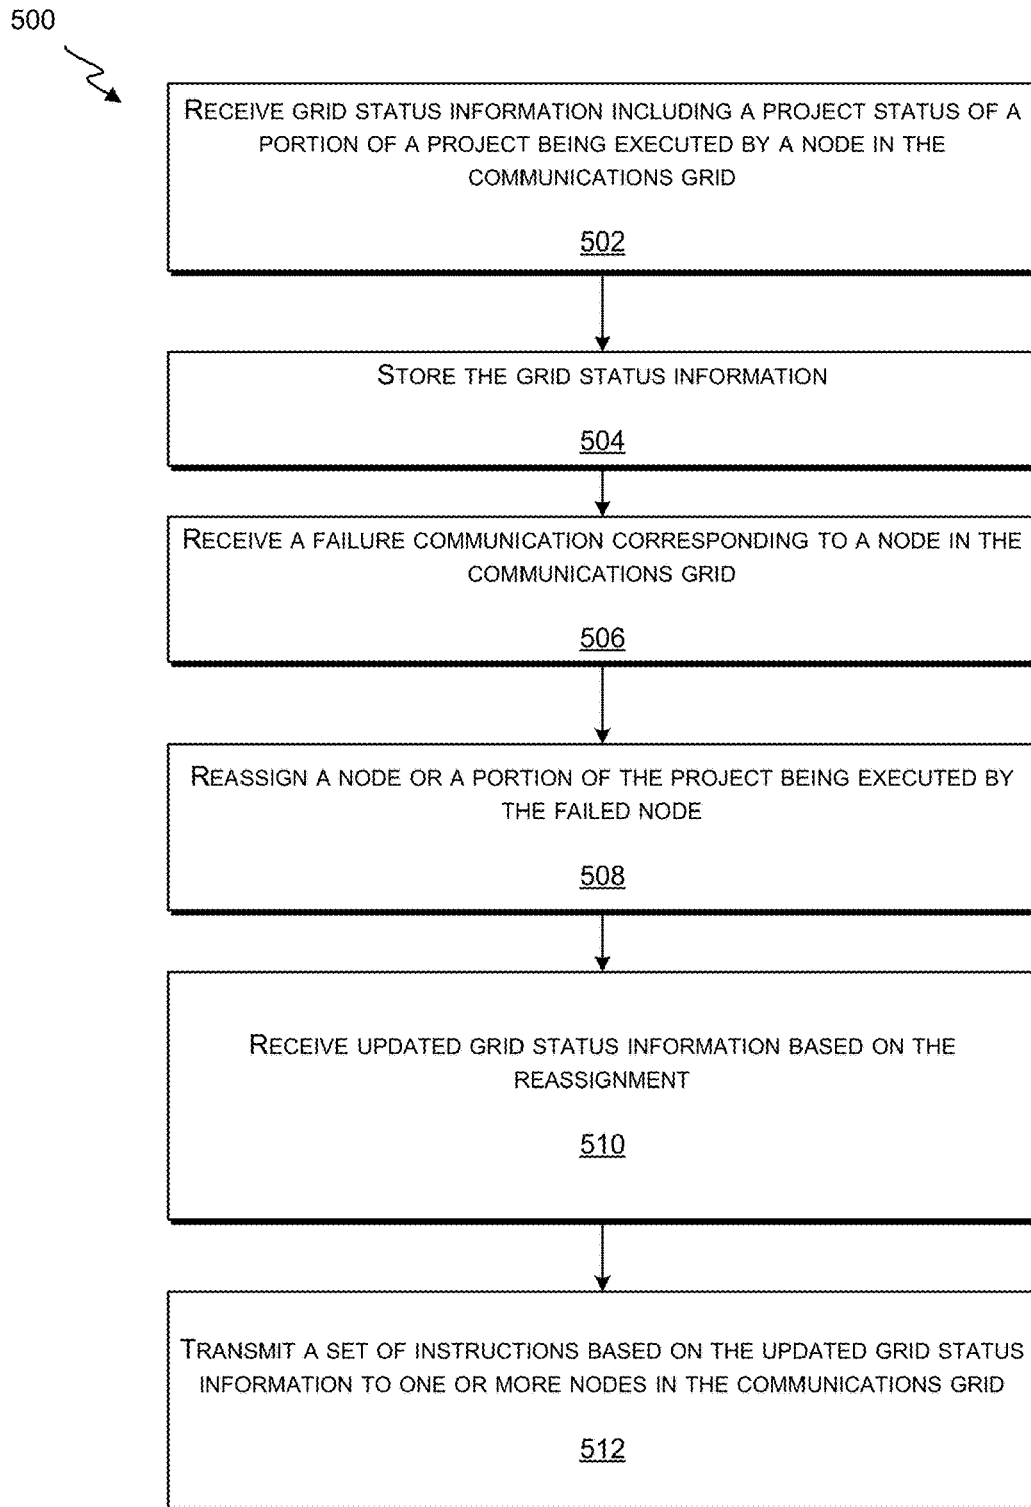 500
RECEIVE GRID STATUS INFORMATION INCLUDING A PROJECT STATUS OF A
PORTION OF A PROJECT BEING EXECUTED BY A NODE IN THE
COMMUNICATIONS GRID
502
STORE THE GRID STATUS INFORMATION
504
RECEIVE A FAILURE COMMUNICATION CORRESPONDING TO A NODE IN THE
COMMUNICATIONS GRID
506
REASSIGN A NODE OR A PORTION OF THE PROJECT BEING EXECUTED BY
THE FAILED NODE
508
RECEIVE UPDATED GRID STATUS INFORMATION BASED ON THE
REASSIGNMENT
510
TRANSMIT A SET OF INSTRUCTIONS BASED ON THE UPDATED GRID STATUS
INFORMATION TO ONE OR MORE NODES IN THE COMMUNICATIONS GRID
512